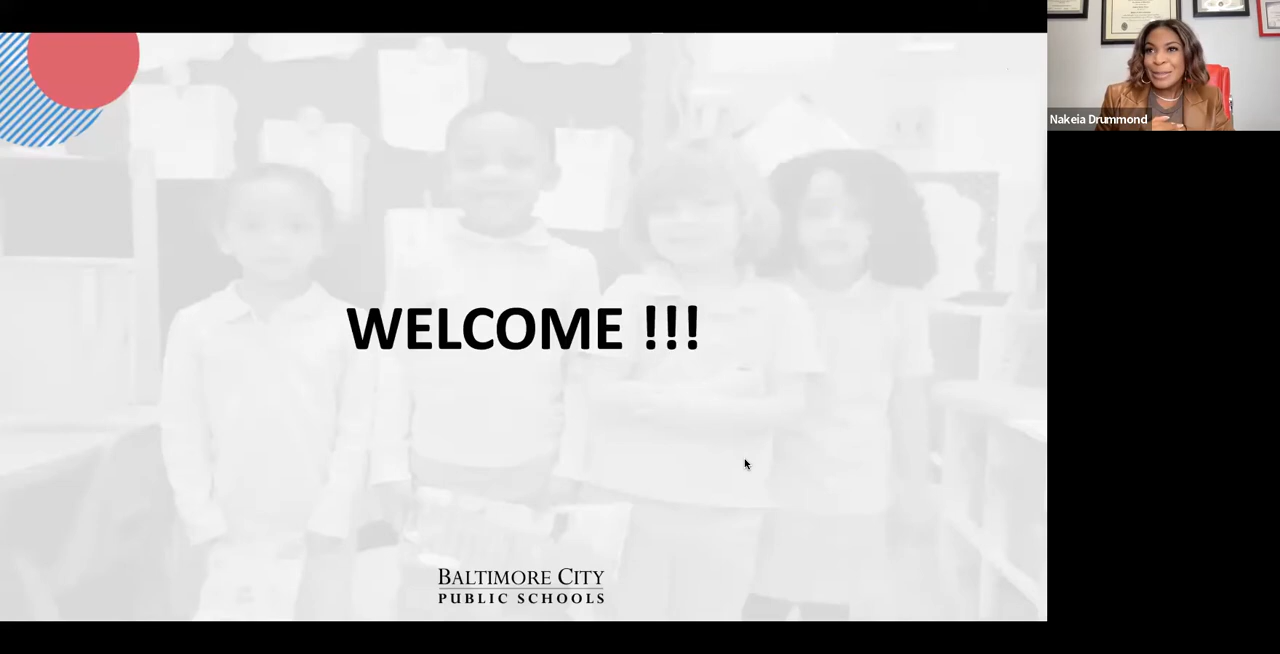 Nakeia Drummond
WELCOME !!!
BALTIMORE CITY
PUBLIC SCHOOLS